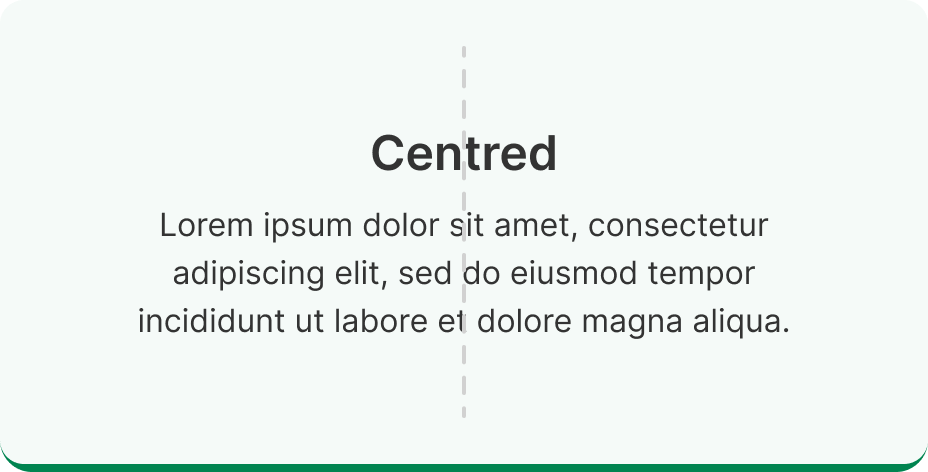 Centred
Lorem ipsum dolor sit amet, consectetur
adipiscing elit, sed do eiusmod tempor
incididunt ut labore et dolore magna aliqua.